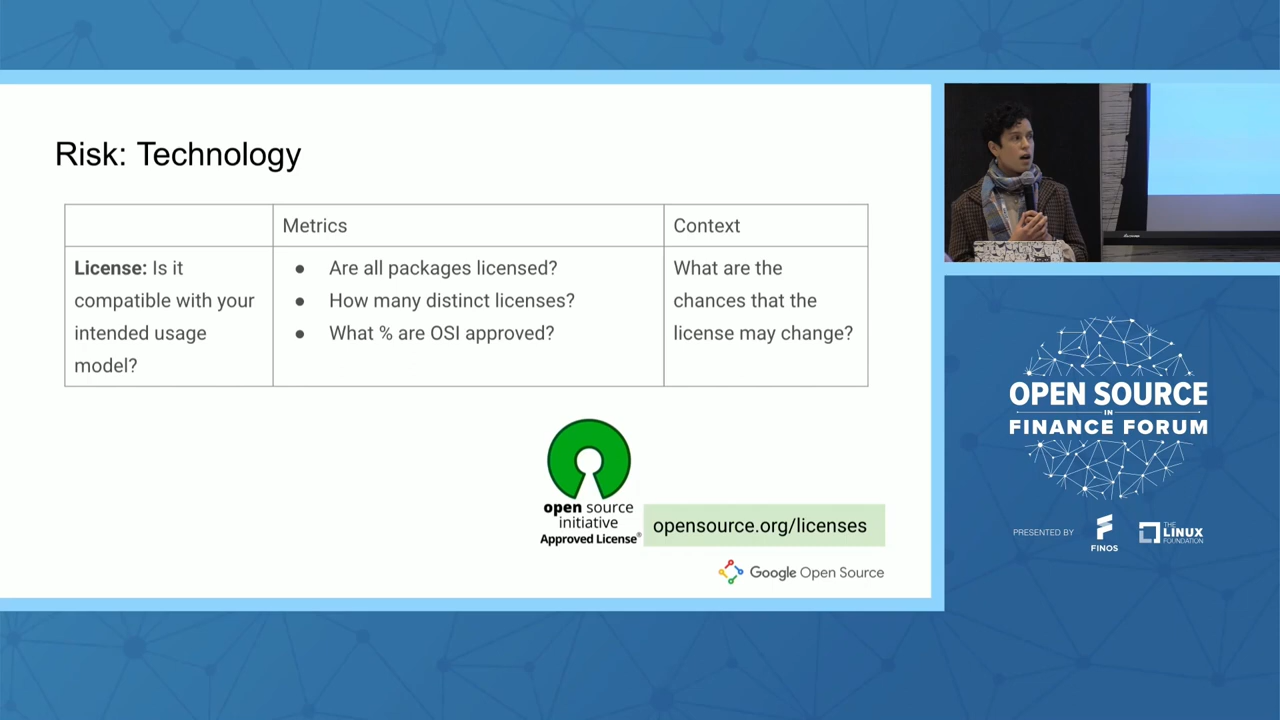 Risk: Technology
Metrics
Context
License: Is it
compatible with your
intended usage
model?
● Are all packages licensed?
● How many distinct licenses?
● What % are OSI approved?
What are the
chances that the
license may change?
open source
initiative
Approved License®
opensource.org/licenses
Google Open Source
OPEN SOURCE
IN
FINANCE FORUM
PRESENTED BY
FINOS
THE
LINUX
FOUNDATION